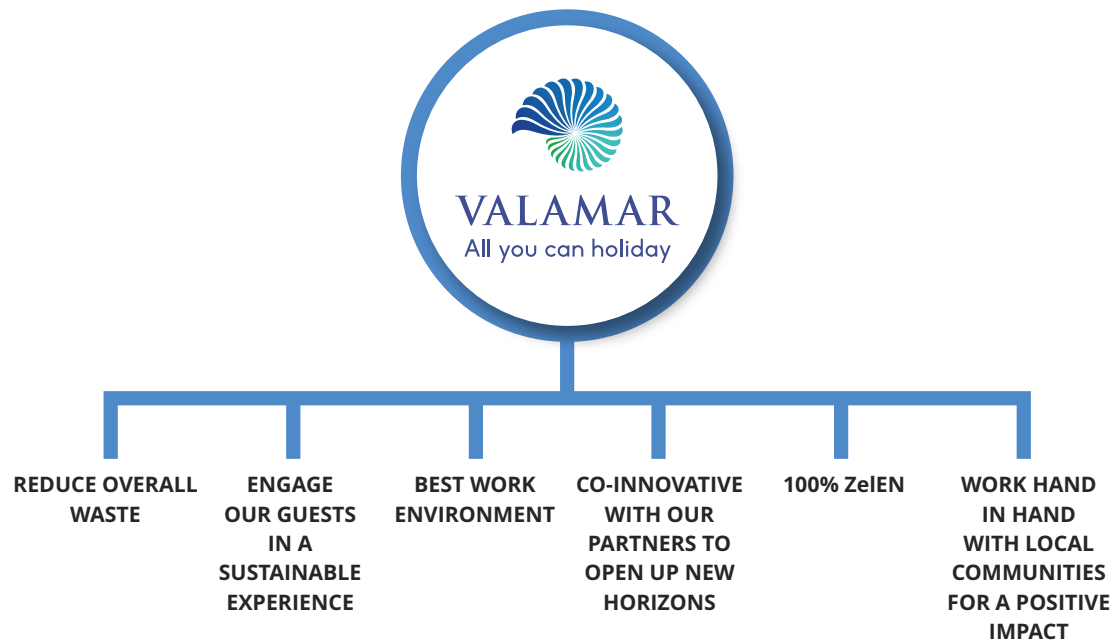 VALAMAR
All you can holiday
REDUCE OVERALL
WASTE
ENGAGE
OUR GUESTS
IN A
SUSTAINABLE
EXPERIENCE
BEST WORK
ENVIRONMENT
CO-INNOVATIVE
WITH OUR
PARTNERS TO
OPEN UP NEW
HORIZONS
100% ZelEN
WORK HAND
IN HAND
WITH LOCAL
COMMUNITIES
FOR A POSITIVE
IMPACT